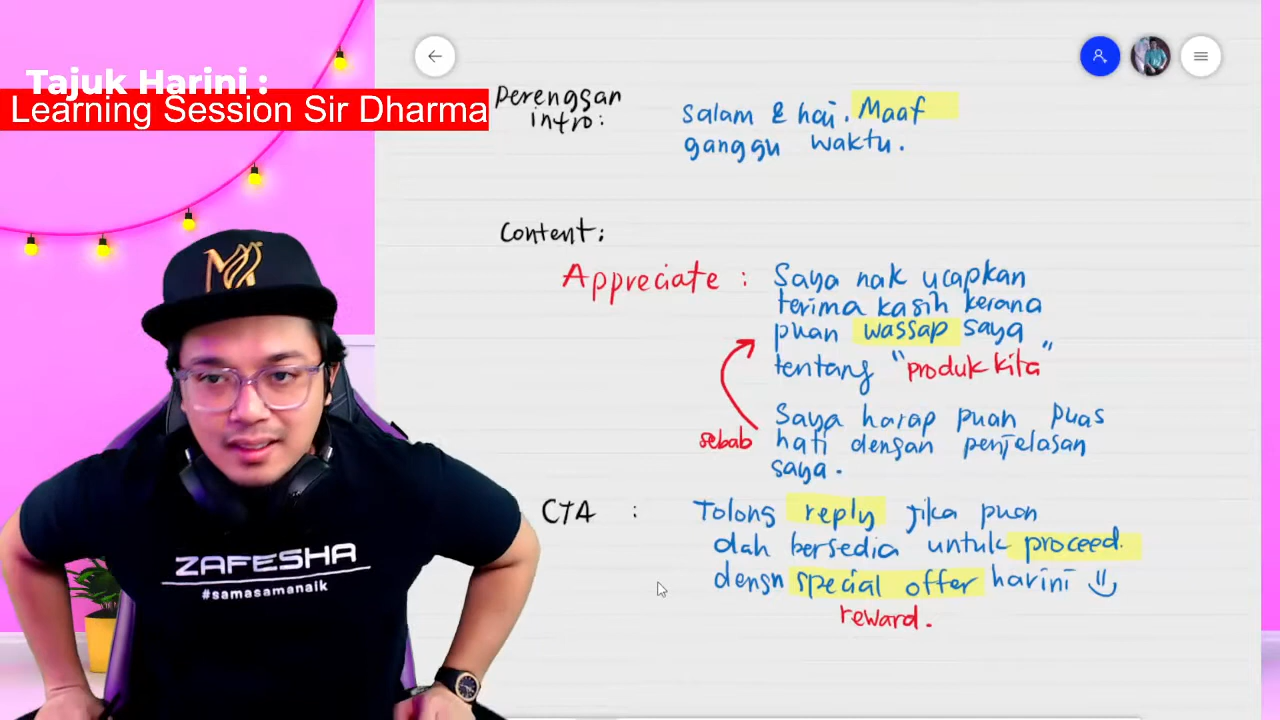 Tajuk Harini :
Learning Session Sir Dharma
Perenggan
intro:
Salam & hai. Maaf
ganggu waktu.
Content:
Appreciate :
Saya nak ucapkan
terima kasih kerana
puan wassap saya
tentang "produk kita"
sebab
Saya harap puan puas
hati dengan penjelasan
saya.
CTA :
Tolong reply jika puan
dah bersedia untuk proceed.
dengn special offer harini
reward.
ZAFESHA
#samasamanaik